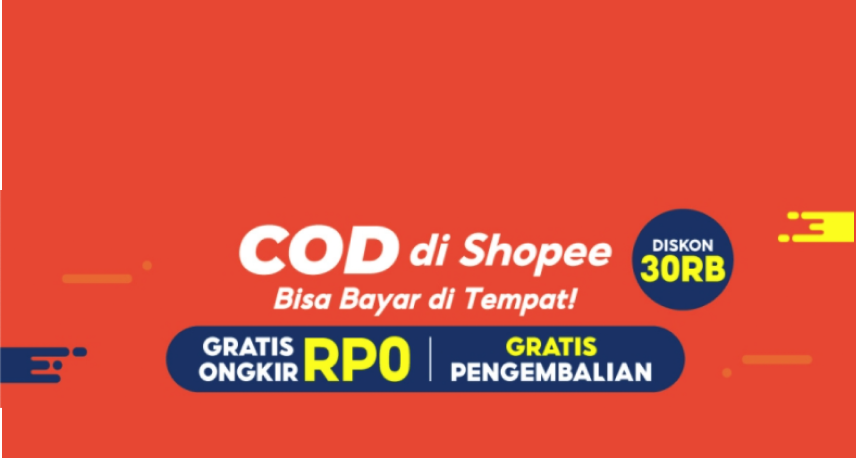 COD di Shopee
DISKON
30RB
Bisa Bayar di Tempat!
GRATIS
ONGKIR RP0
GRATIS
PENGEMBALIAN